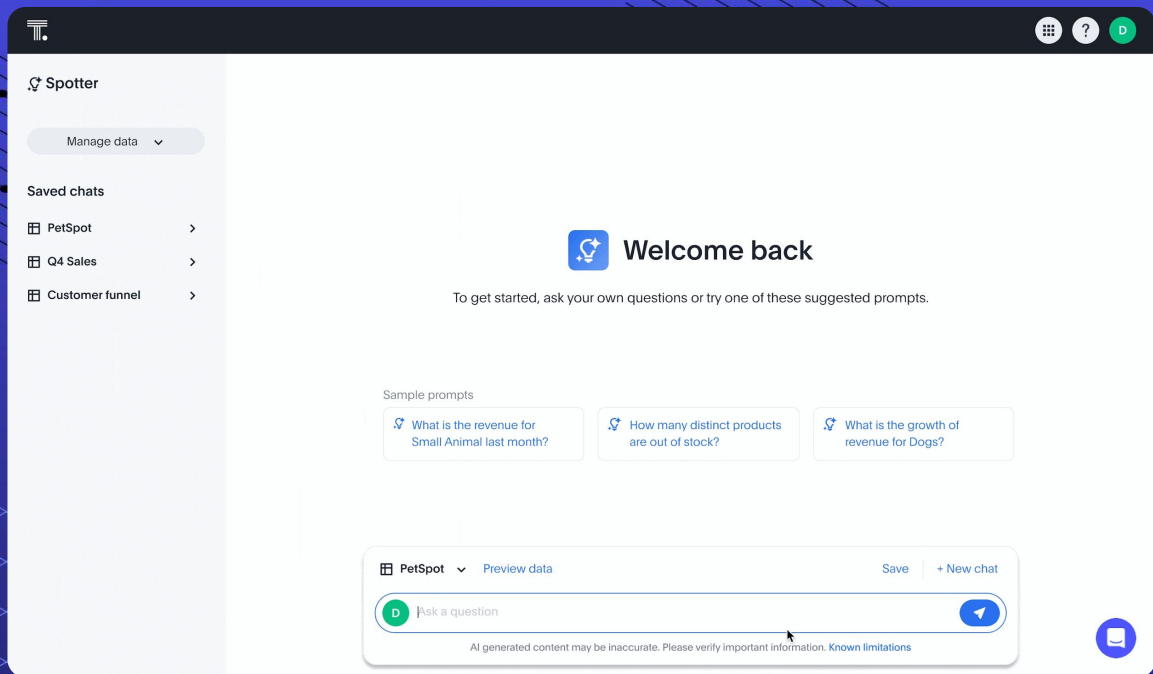 T.
?
D
Spotter
Manage data
Saved chats
PetSpot
Q4 Sales
Customer funnel
Welcome back
To get started, ask your own questions or try one of these suggested prompts.
Sample prompts
What is the revenue for
Small Animal last month?
How many distinct products
are out of stock?
What is the growth of
revenue for Dogs?
PetSpot
Preview data
Save
+ New chat
D
Ask a question
AI generated content may be inaccurate. Please verify important information. Known limitations